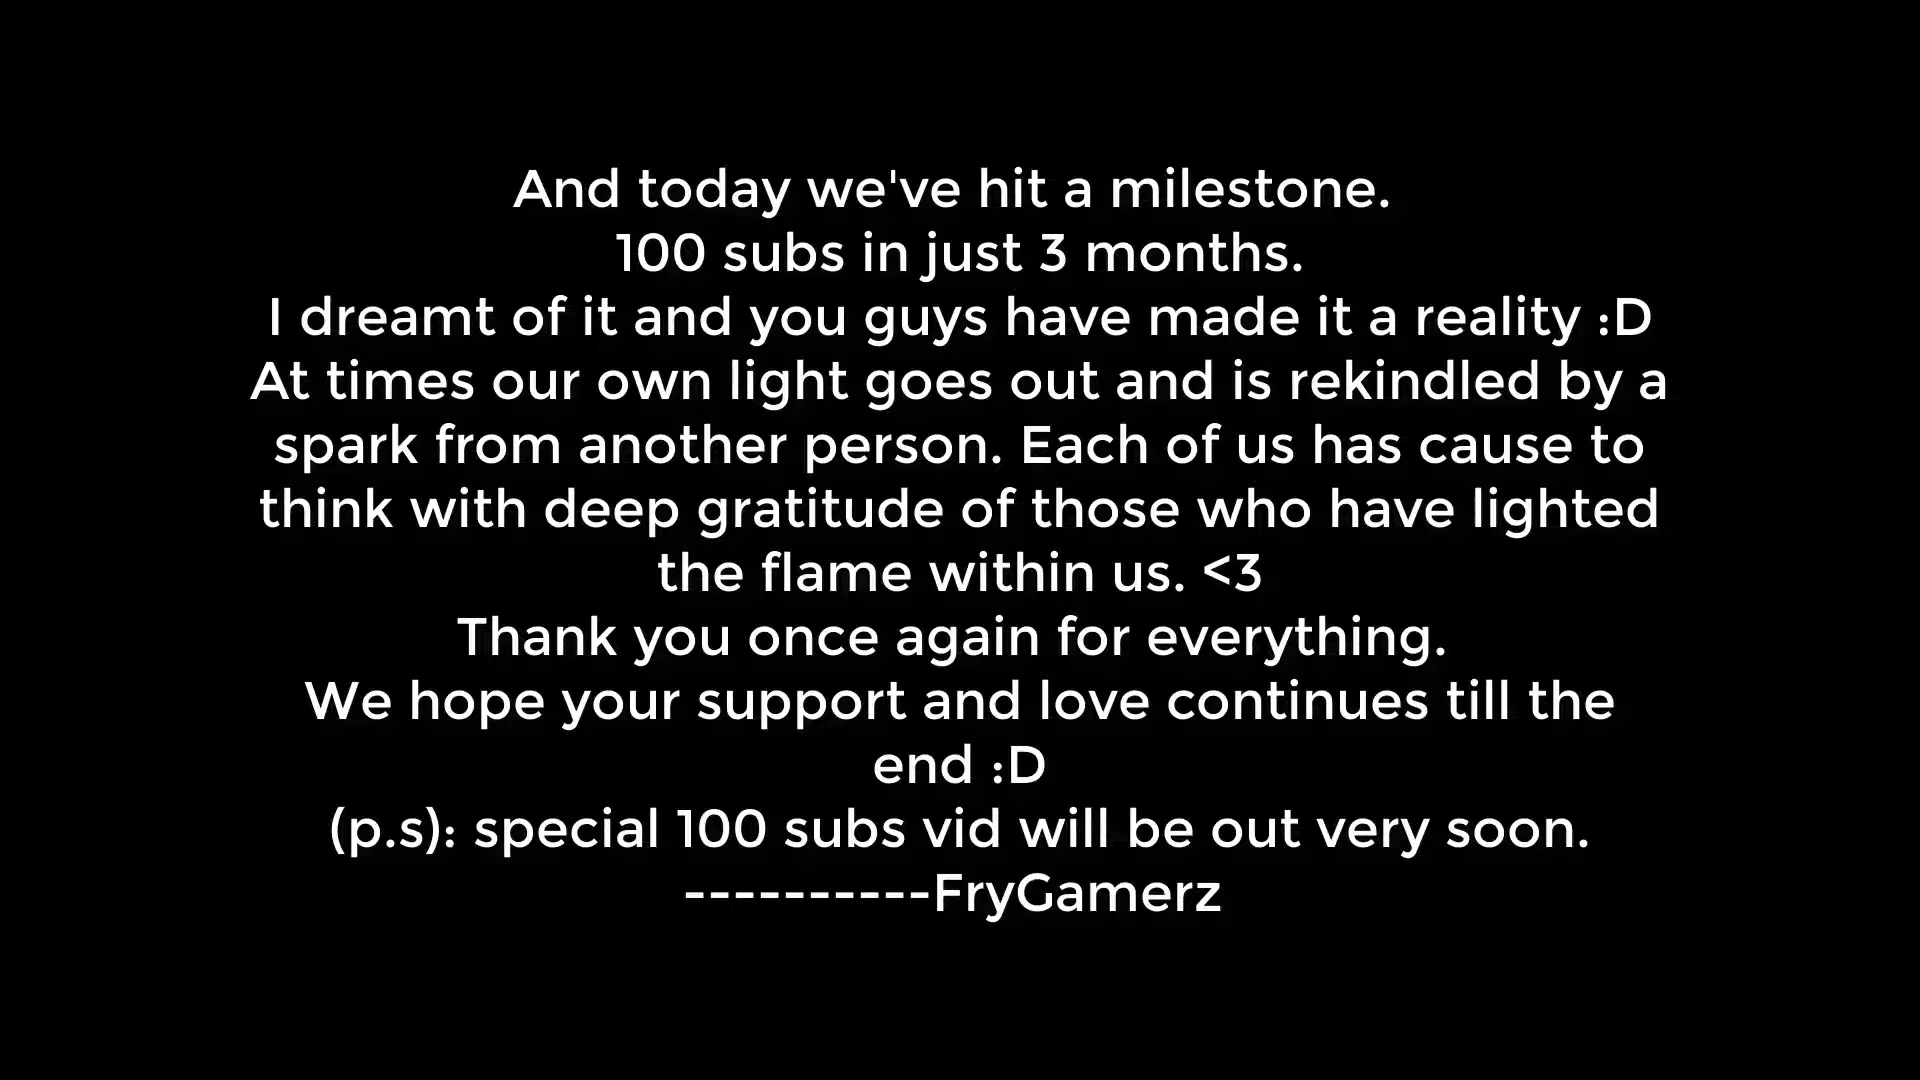 And today we've hit a milestone.
100 subs in just 3 months.
I dreamt of it and you guys have made it a reality :D
At times our own light goes out and is rekindled by a
spark from another person. Each of us has cause to
think with deep gratitude of those who have lighted
the flame within us. <3
Thank you once again for everything.
We hope your support and love continues till the
end :D
(p.s): special 100 subs vid will be out very soon.
----------FryGamerz